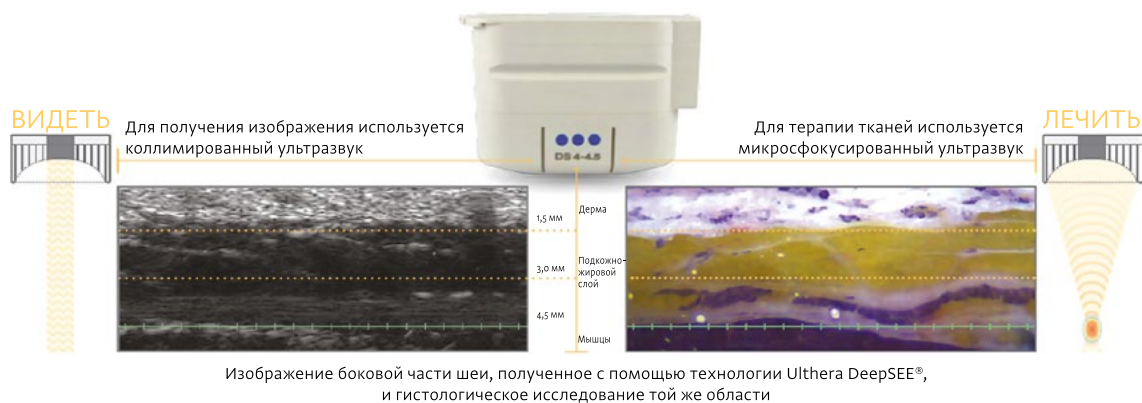 ВИДЕТЬ
Для получения изображения используется
коллимированный ультразвук
DS 4-4.5
Для терапии тканей используется
микросфокусированный ультразвук
ЛЕЧИТЬ
1,5 мм
Дерма
3,0 мм
Подкожно-
жировой
слой
4,5 мм
Мышцы
Изображение боковой части шеи, полученное с помощью технологии Ulthera DeepSEE®,
и гистологическое исследование той же области